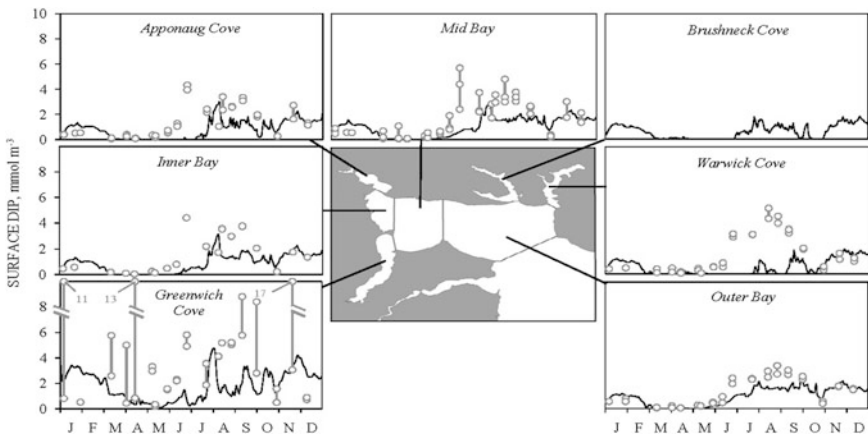 10
8
6
4
2
0
Apponaug Cove
Mid Bay
Brushneck Cove
8
6
4
2
0
Inner Bay
Warwick Cove
SURFACE DIP, mmol m-3
8
6
4
2
0
11
13
17
Greenwich
Cove
Outer Bay
J F M A M J J A S O N D
J F M A M J J A S O N D